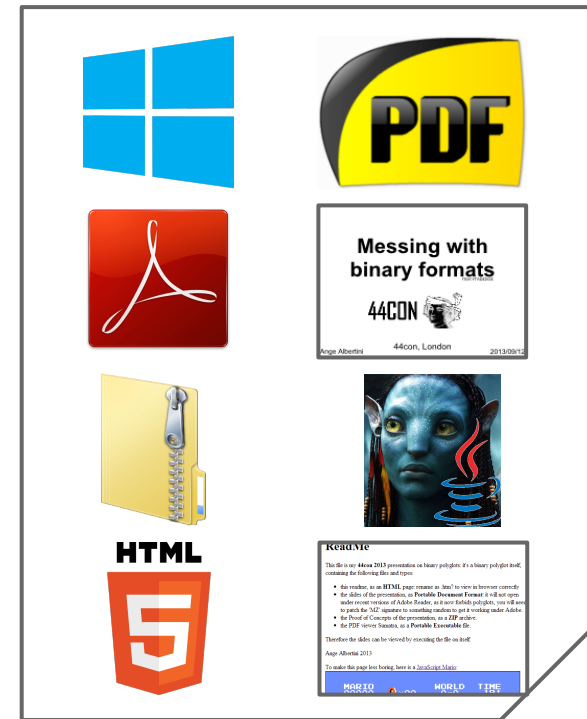 PDF
Messing with
binary formats
44CON
44con, London
Ange Albertini
2013/09/12
HTML
5
ReadMe
This file is my 44con 2013 presentation on binary polyglots: it's a binary polyglot itself,
containing the following files and types:
• this readme, as an HTML page: rename as .htm? to view in browser correctly
• the slides of the presentation, as Portable Document Format: it will not open
under recent versions of Adobe Reader, as it now forbids polyglots, you will need
to patch the 'MZ' signature to something random to get it working under Adobe.
• the Proof of Concepts of the presentation, as a ZIP archive.
• the PDF viewer Sumatra, as a Portable Executable file.
Therefore the slides can be viewed by executing the file on itself.
Ange Albertini 2013
To make this page less boring, here is a JavaScript Mario:
MARIO WORLD TIME